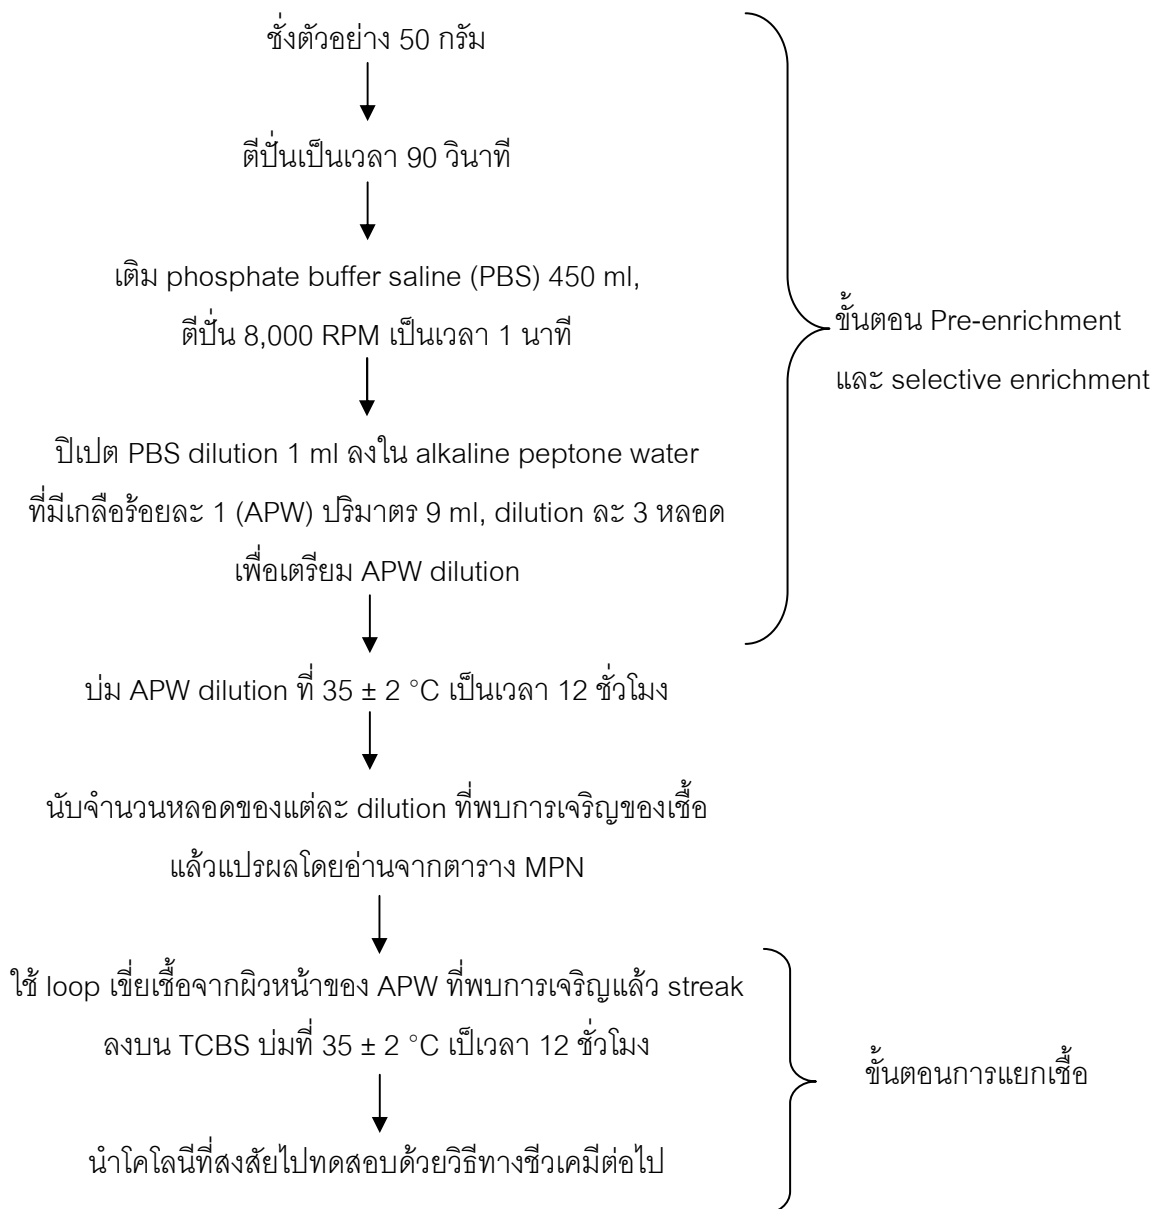 ชั่งตัวอย่าง 50 กรัม
ตีปั่นเป็นเวลา 90 วินาที
เติม phosphate buffer saline (PBS) 450 ml,
ตีปั่น 8,000 RPM เป็นเวลา 1 นาที
ขั้นตอน Pre-enrichment
และ selective enrichment
ปิเปต PBS dilution 1 ml ลงใน alkaline peptone water
ที่มีเกลือร้อยละ 1 (APW) ปริมาตร 9 ml, dilution ละ 3 หลอด
เพื่อเตรียม APW dilution
บ่ม APW dilution ที่ 35 ± 2 °C เป็นเวลา 12 ชั่วโมง
นับจำนวนหลอดของแต่ละ dilution ที่พบการเจริญของเชื้อ
แล้วแปรผลโดยอ่านจากตาราง MPN
ใช้ loop เขี่ยเชื้อจากผิวหน้าของ APW ที่พบการเจริญแล้ว streak
ลงบน TCBS บ่มที่ 35 ± 2 °C เป็เวลา 12 ชั่วโมง
ขั้นตอนการแยกเชื้อ
นำโคโลนีที่สงสัยไปทดสอบด้วยวิธีทางชีวเคมีต่อไป